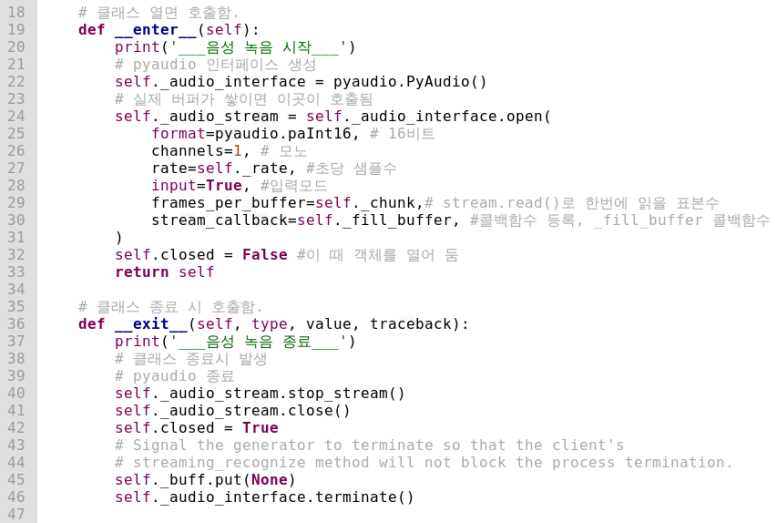 18     # 클래스 열면 호출함.
19     def __enter__(self):
20         print('___음성 녹음 시작___')
21         # pyaudio 인터페이스 생성
22         self._audio_interface = pyaudio.PyAudio()
23         # 실제 버퍼가 쌓이면 이곳이 호출됨
24         self._audio_stream = self._audio_interface.open(
25             format=pyaudio.paInt16, # 16비트
26             channels=1, # 모노
27             rate=self._rate, #초당 샘플수
28             input=True, #입력모드
29             frames_per_buffer=self._chunk,# stream.read()로 한번에 읽을 표본수
30             stream_callback=self._fill_buffer, #콜백함수 등록, _fill_buffer 콜백함수
31         )
32         self.closed = False #이 때 객체를 열어 둠
33         return self
34
35     # 클래스 종료 시 호출함.
36     def __exit__(self, type, value, traceback):
37         print('___음성 녹음 종료___')
38         # 클래스 종료시 발생
39         # pyaudio 종료
40         self._audio_stream.stop_stream()
41         self._audio_stream.close()
42         self.closed = True
43         # Signal the generator to terminate so that the client's
44         # streaming_recognize method will not block the process termination.
45         self._buff.put(None)
46         self._audio_interface.terminate()
47